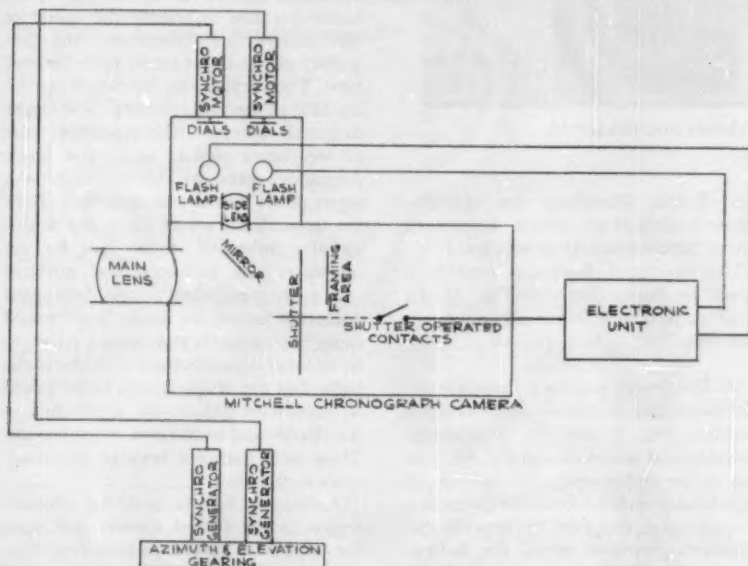 SYNCHRO
MOTOR
SYNCHRO
MOTOR
DIALS
DIALS
FLASH
LAMP
FLASH
LAMP
SIDE
LENS
MAIN
LENS
MIRROR
SHUTTER
FRAMING
AREA
SHUTTER OPERATED
CONTACTS
ELECTRONIC
UNIT
MITCHELL CHRONOGRAPH CAMERA
SYNCHRO
GENERATOR
SYNCHRO
GENERATOR
AZIMUTH & ELEVATION
GEARING